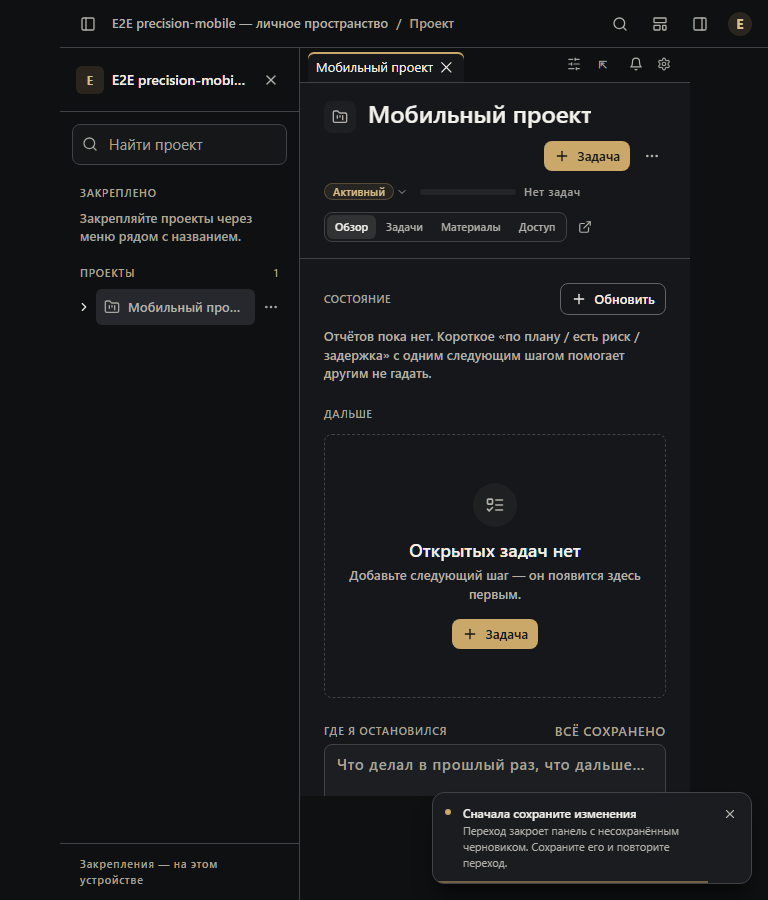 E2E precision-mobile — личное пространство / Проект
E
E
E2E precision-mobi...
Найти проект
ЗАКРЕПЛЕНО
Закрепляйте проекты через
меню рядом с названием.
ПРОЕКТЫ 1
Мобильный про...
Закрепления — на этом
устройстве
Мобильный проект
Мобильный проект
Задача
Активный
Нет задач
Обзор Задачи Материалы Доступ
СОСТОЯНИЕ
Обновить
Отчётов пока нет. Короткое «по плану / есть риск /
задержка» с одним следующим шагом помогает
другим не гадать.
ДАЛЬШЕ
Открытых задач нет
Добавьте следующий шаг — он появится здесь
первым.
Задача
ГДЕ Я ОСТАНОВИЛСЯ ВСЁ СОХРАНЕНО
Что делал в прошлый раз, что дальше...
Сначала сохраните изменения
Переход закроет панель с несохранённым
черновиком. Сохраните его и повторите
переход.